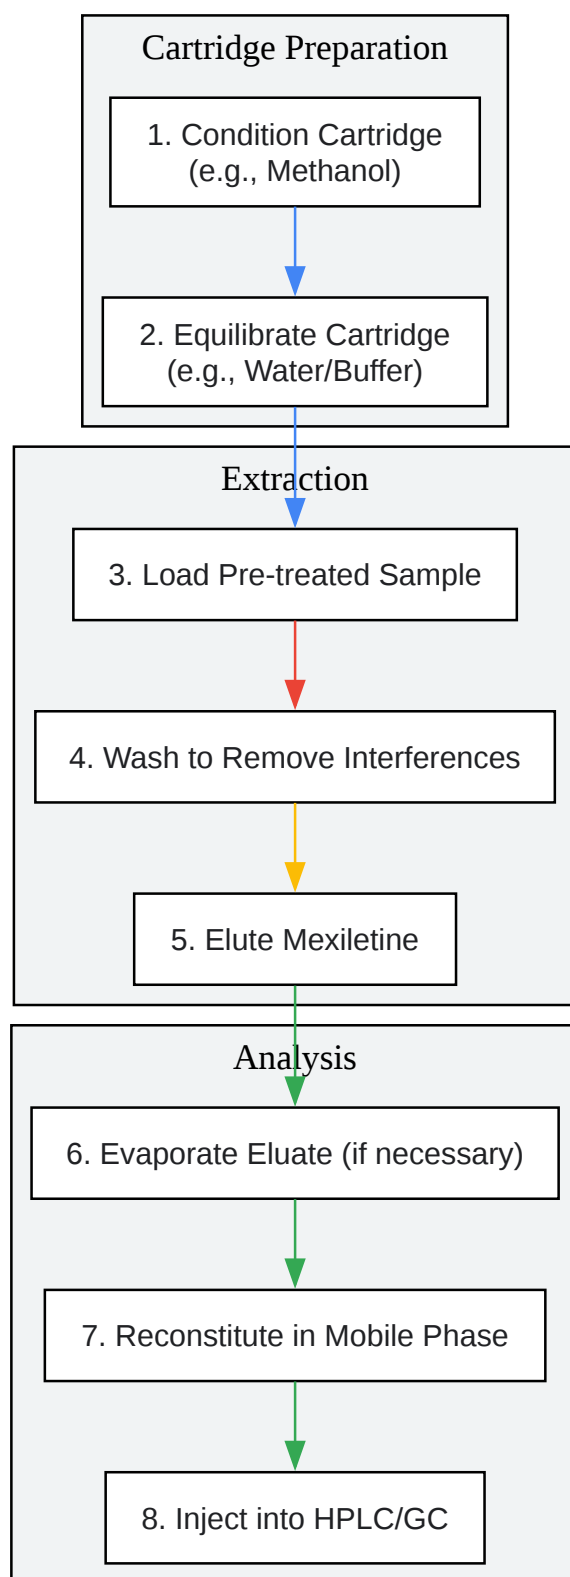 Cartridge Preparation
1. Condition Cartridge
(e.g., Methanol)
2. Equilibrate Cartridge
(e.g., Water/Buffer)
Extraction
3. Load Pre-treated Sample
4. Wash to Remove Interferences
5. Elute Mexiletine
Analysis
6. Evaporate Eluate (if necessary)
7. Reconstitute in Mobile Phase
8. Inject into HPLC/GC